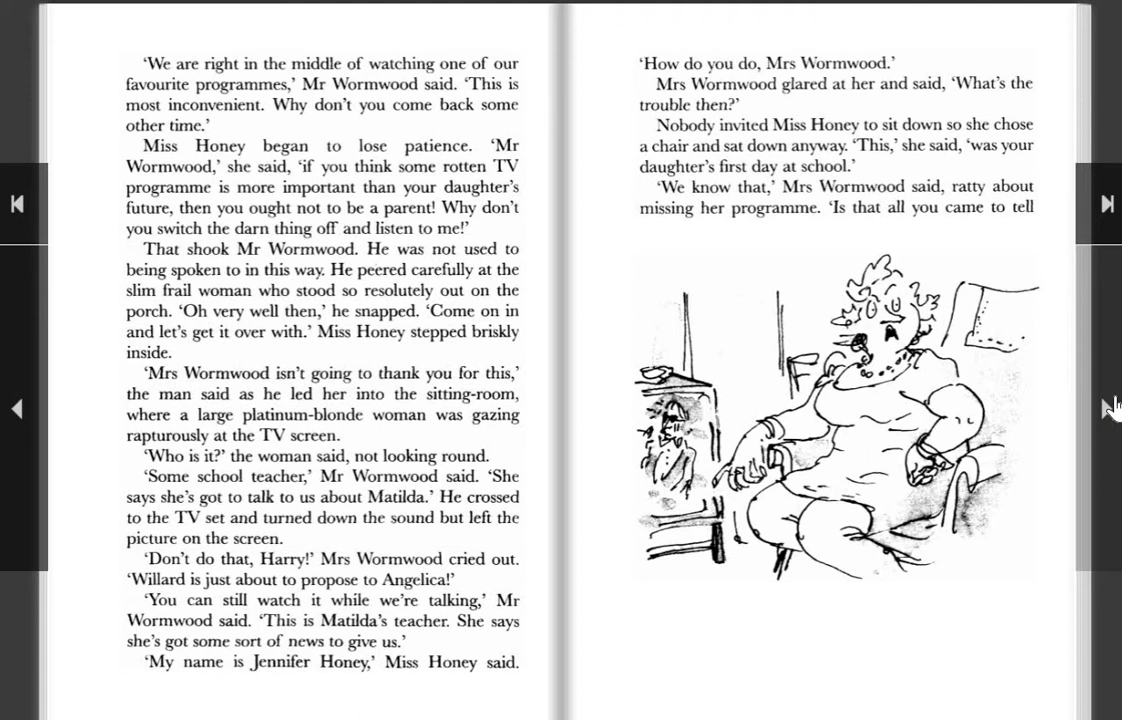 ‘We are right in the middle of watching one of our
favourite programmes,’ Mr Wormwood said. ‘This is
most inconvenient. Why don’t you come back some
other time.’
Miss Honey began to lose patience. ‘Mr
Wormwood,’ she said, ‘if you think some rotten TV
programme is more important than your daughter’s
future, then you ought not to be a parent! Why don’t
you switch the darn thing off and listen to me!’
That shook Mr Wormwood. He was not used to
being spoken to in this way. He peered carefully at the
slim frail woman who stood so resolutely out on the
porch. ‘Oh very well then,’ he snapped. ‘Come on in
and let’s get it over with.’ Miss Honey stepped briskly
inside.
‘Mrs Wormwood isn’t going to thank you for this,’
the man said as he led her into the sitting-room,
where a large platinum-blonde woman was gazing
rapturously at the TV screen.
‘Who is it?’ the woman said, not looking round.
‘Some school teacher,’ Mr Wormwood said. ‘She
says she’s got to talk to us about Matilda.’ He crossed
to the TV set and turned down the sound but left the
picture on the screen.
‘Don’t do that, Harry!’ Mrs Wormwood cried out.
‘Willard is just about to propose to Angelica!’
‘You can still watch it while we’re talking,’ Mr
Wormwood said. ‘This is Matilda’s teacher. She says
she’s got some sort of news to give us.’
‘My name is Jennifer Honey,’ Miss Honey said.
‘How do you do, Mrs Wormwood.’
Mrs Wormwood glared at her and said, ‘What’s the
trouble then?’
Nobody invited Miss Honey to sit down so she chose
a chair and sat down anyway. ‘This,’ she said, ‘was your
daughter’s first day at school.’
‘We know that,’ Mrs Wormwood said, ratty about
missing her programme. ‘Is that all you came to tell